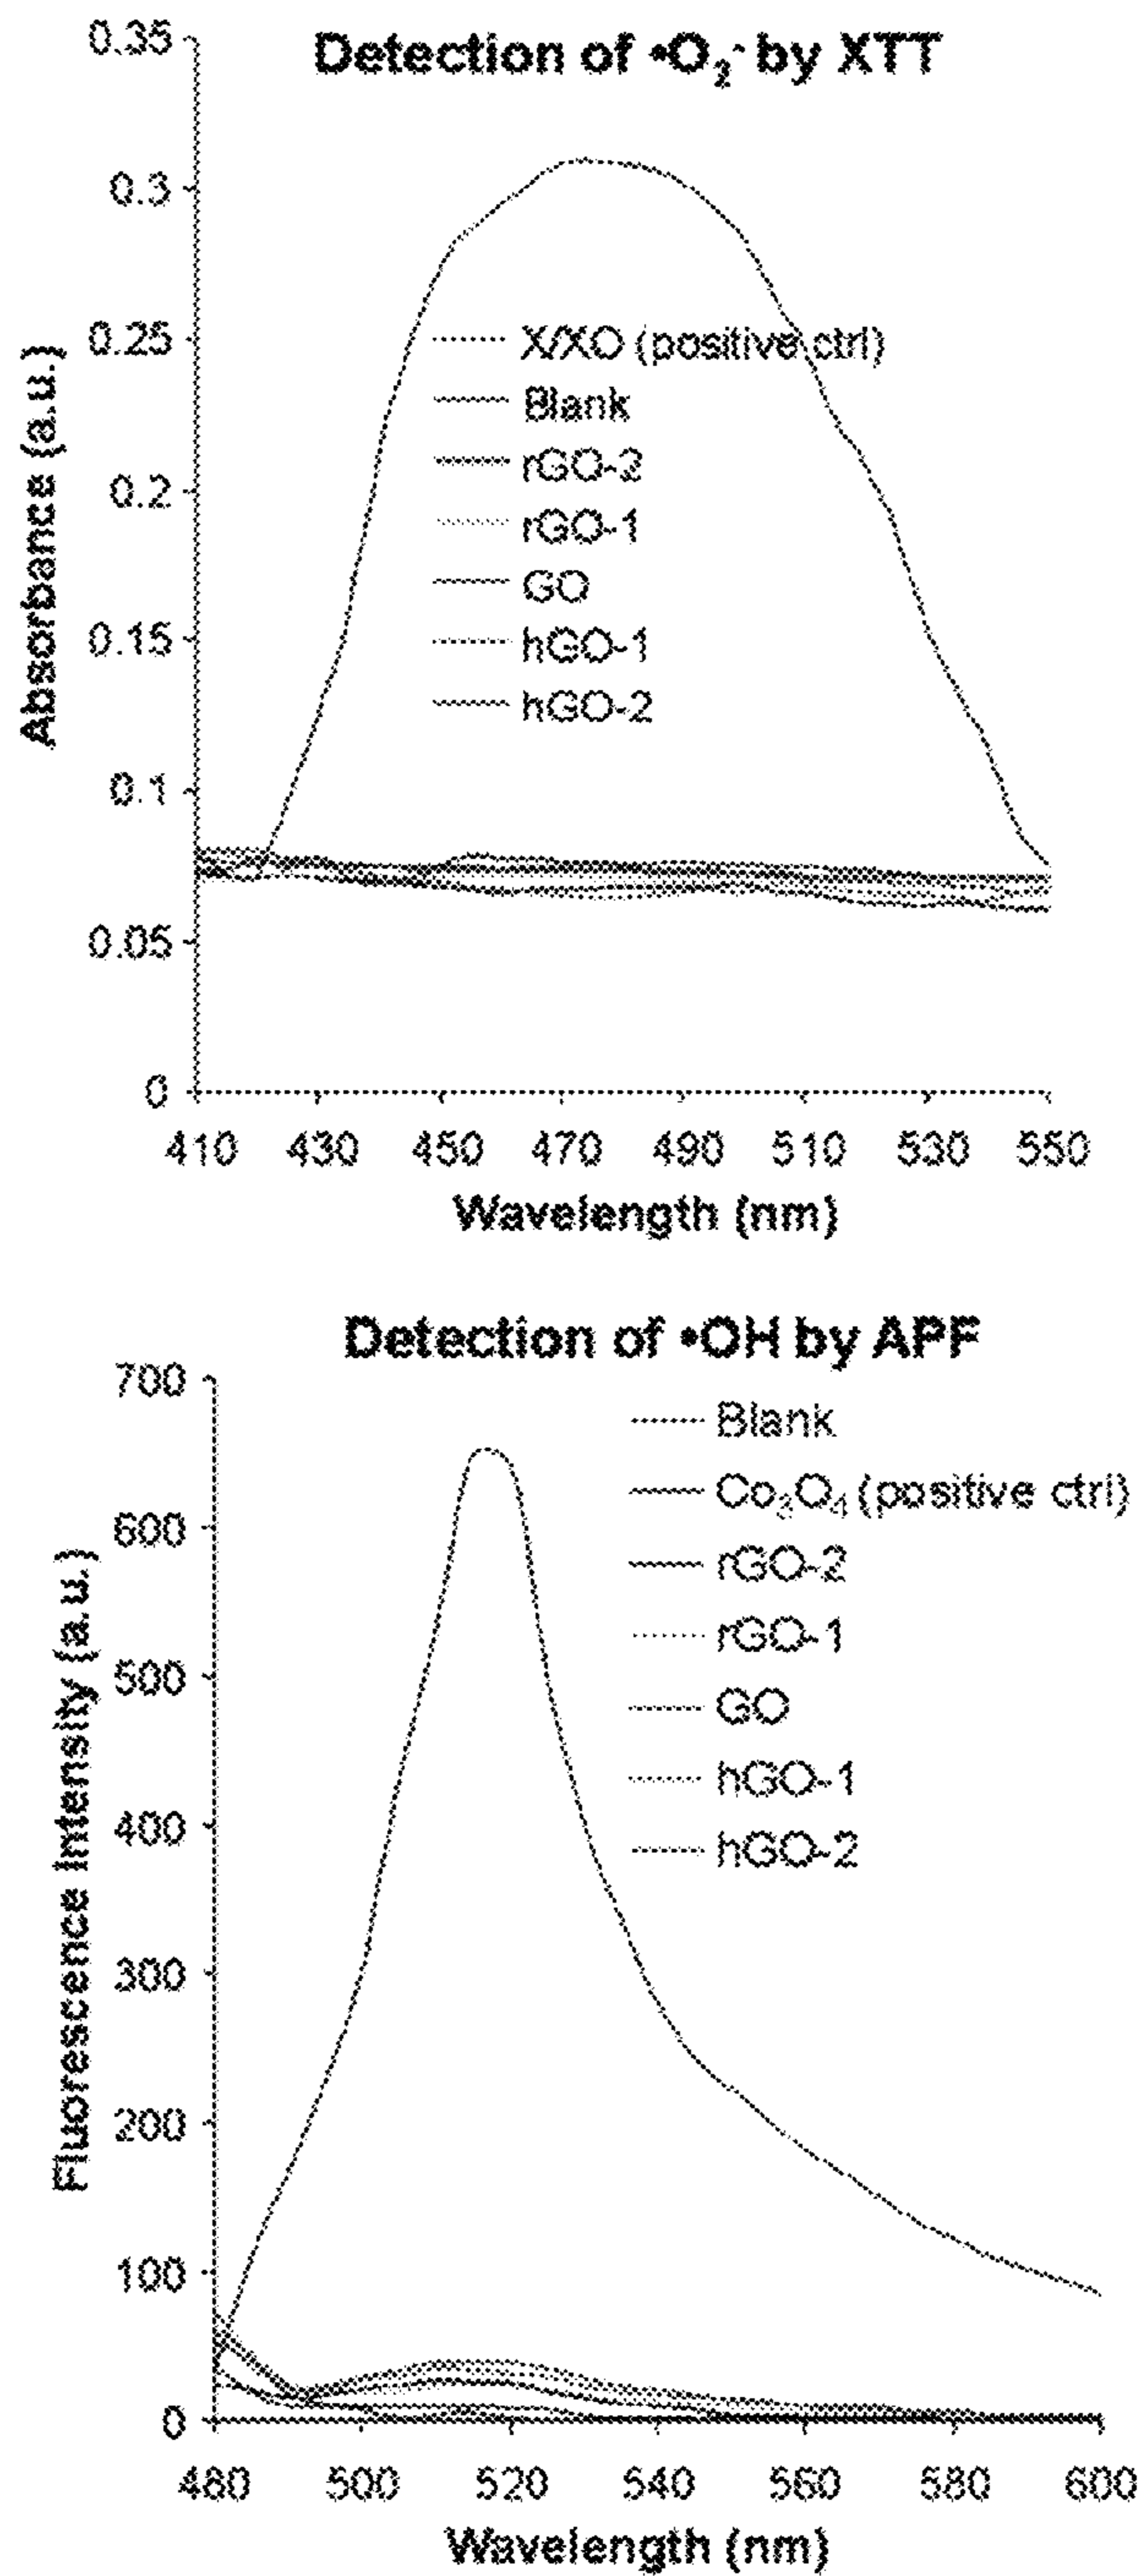 Detection of •O₂⁻ by XTT
0.35
0.3
0.25
0.2
0.15
0.1
0.05
0
Absorbance (a.u.)
X/XO (positive ctrl)
Blank
rGO-2
rGO-1
GO
hGO-1
hGO-2
410 430 450 470 490 510 530 550
Wavelength (nm)
Detection of •OH by APF
700
600
500
400
300
200
100
0
Fluorescence Intensity (a.u.)
Blank
Co₃O₄ (positive ctrl)
rGO-2
rGO-1
GO
hGO-1
hGO-2
480 500 520 540 560 580 600
Wavelength (nm)